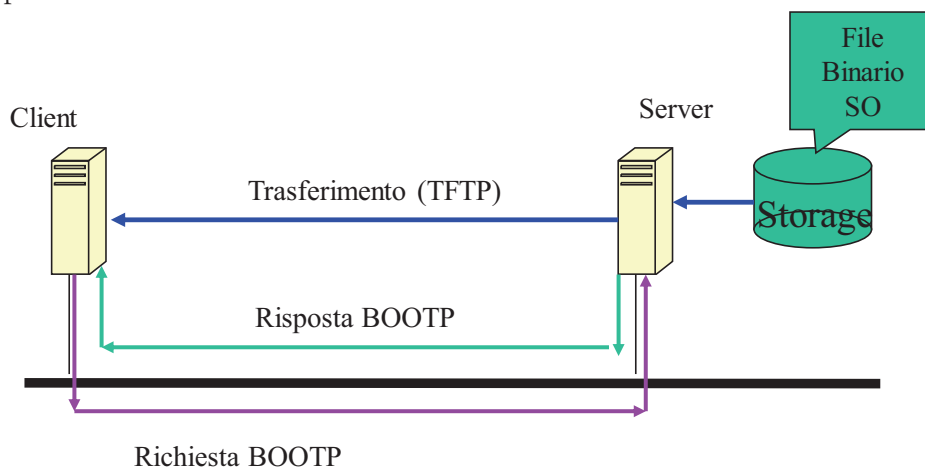 File
Binario
SO
Client
Server
Trasferimento (TFTP)
Storage
Risposta BOOTP
Richiesta BOOTP